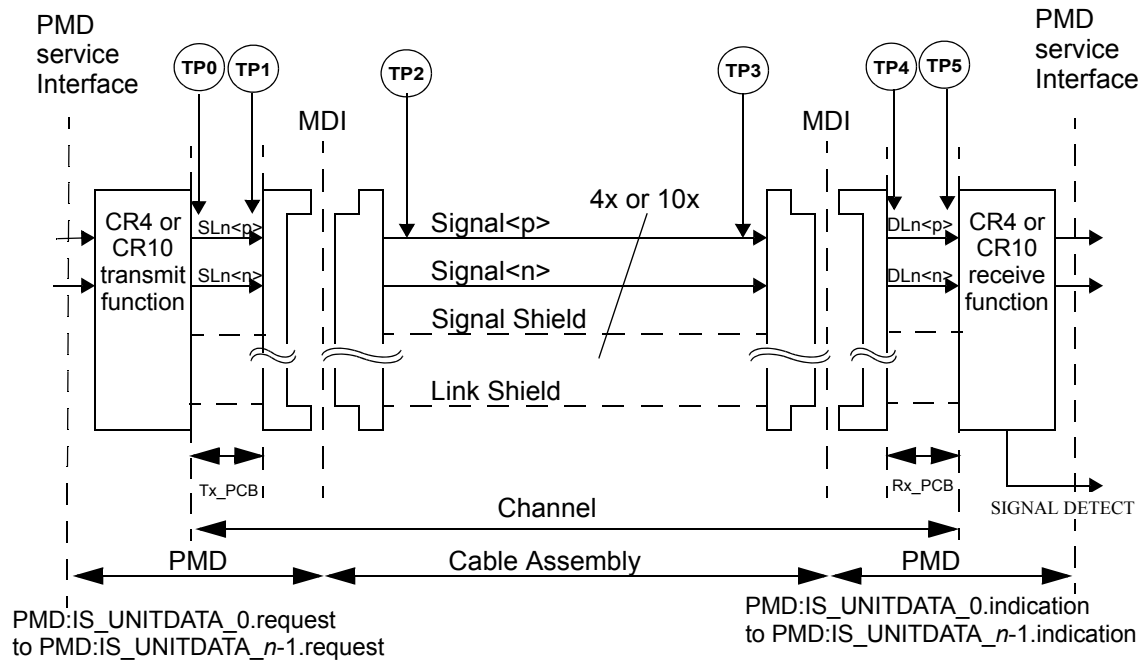 PMD
service
Interface
TP0
TP1
TP2
TP3
TP4
TP5
PMD
service
Interface
MDI
MDI
4x or 10x
CR4 or
CR10
transmit
function
SLn<p>
SLn<n>
Signal<p>
Signal<n>
Signal Shield
Link Shield
DLn<p>
DLn<n>
CR4 or
CR10
receive
function
Tx_PCB
Rx_PCB
SIGNAL DETECT
Channel
PMD
Cable Assembly
PMD
PMD:IS_UNITDATA_0.request
to PMD:IS_UNITDATA_n-1.request
PMD:IS_UNITDATA_0.indication
to PMD:IS_UNITDATA_n-1.indication